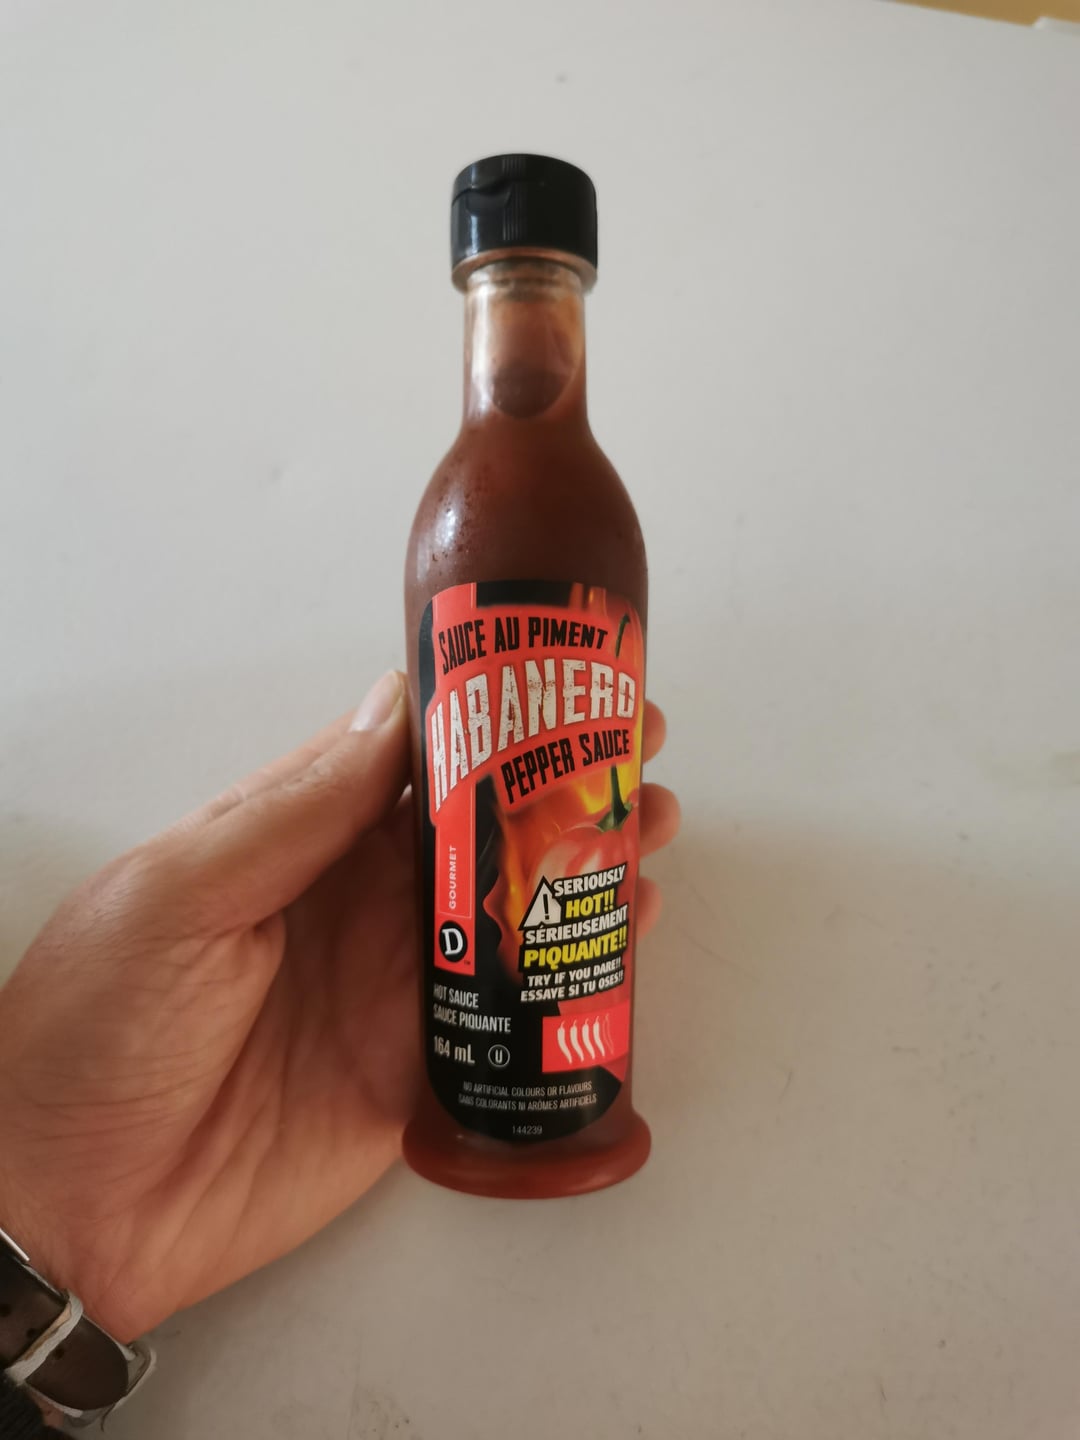 SAUCE AU PIMENT
HABANERO
PEPPER SAUCE
GOURMET
D
TM
SERIOUSLY
HOT!!
SÉRIEUSEMENT
PIQUANTE!!
TRY IF YOU DARE!!
ESSAYE SI TU OSES!!
HOT SAUCE
SAUCE PIQUANTE
164 mL U
NO ARTIFICIAL COLOURS OR FLAVOURS
SANS COLORANTS NI ARÔMES ARTIFICIELS
144239